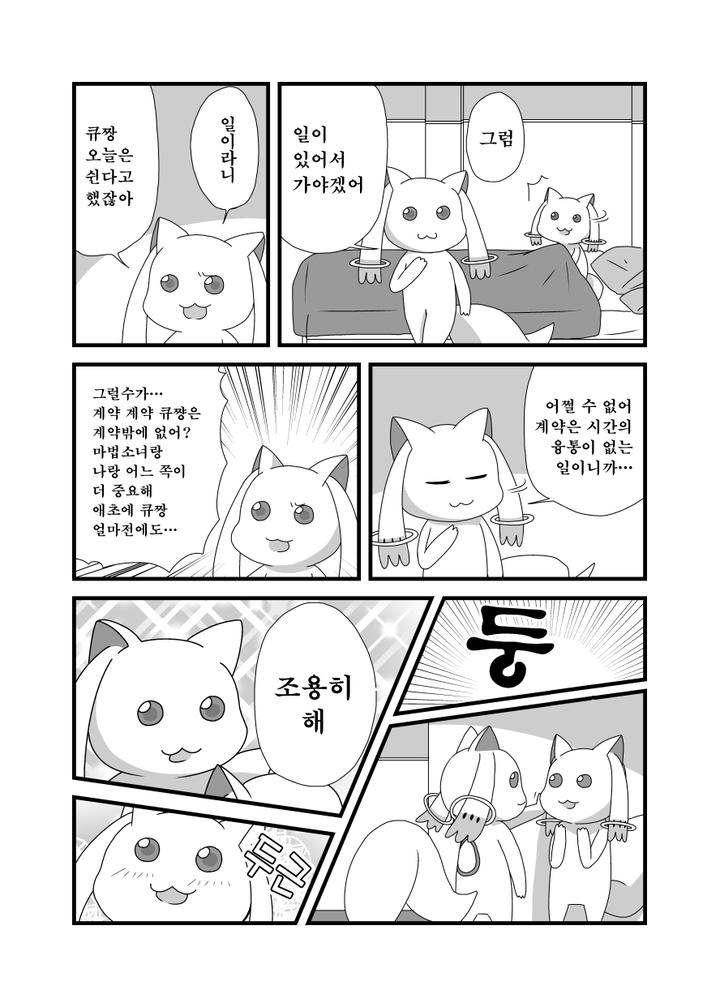 그럼
일이
있어서
가야겠어
일이라니
큐짱
오늘은
쉰다고
했잖아
어쩔 수 없어
계약은 시간의
융통이 없는
일이니까…
그럴수가…
계약 계약 큐쨩은
계약밖에 없어?
마법소녀랑
나랑 어느 쪽이
더 중요해
애초에 큐짱
얼마전에도…
둥
조용히
해
두근